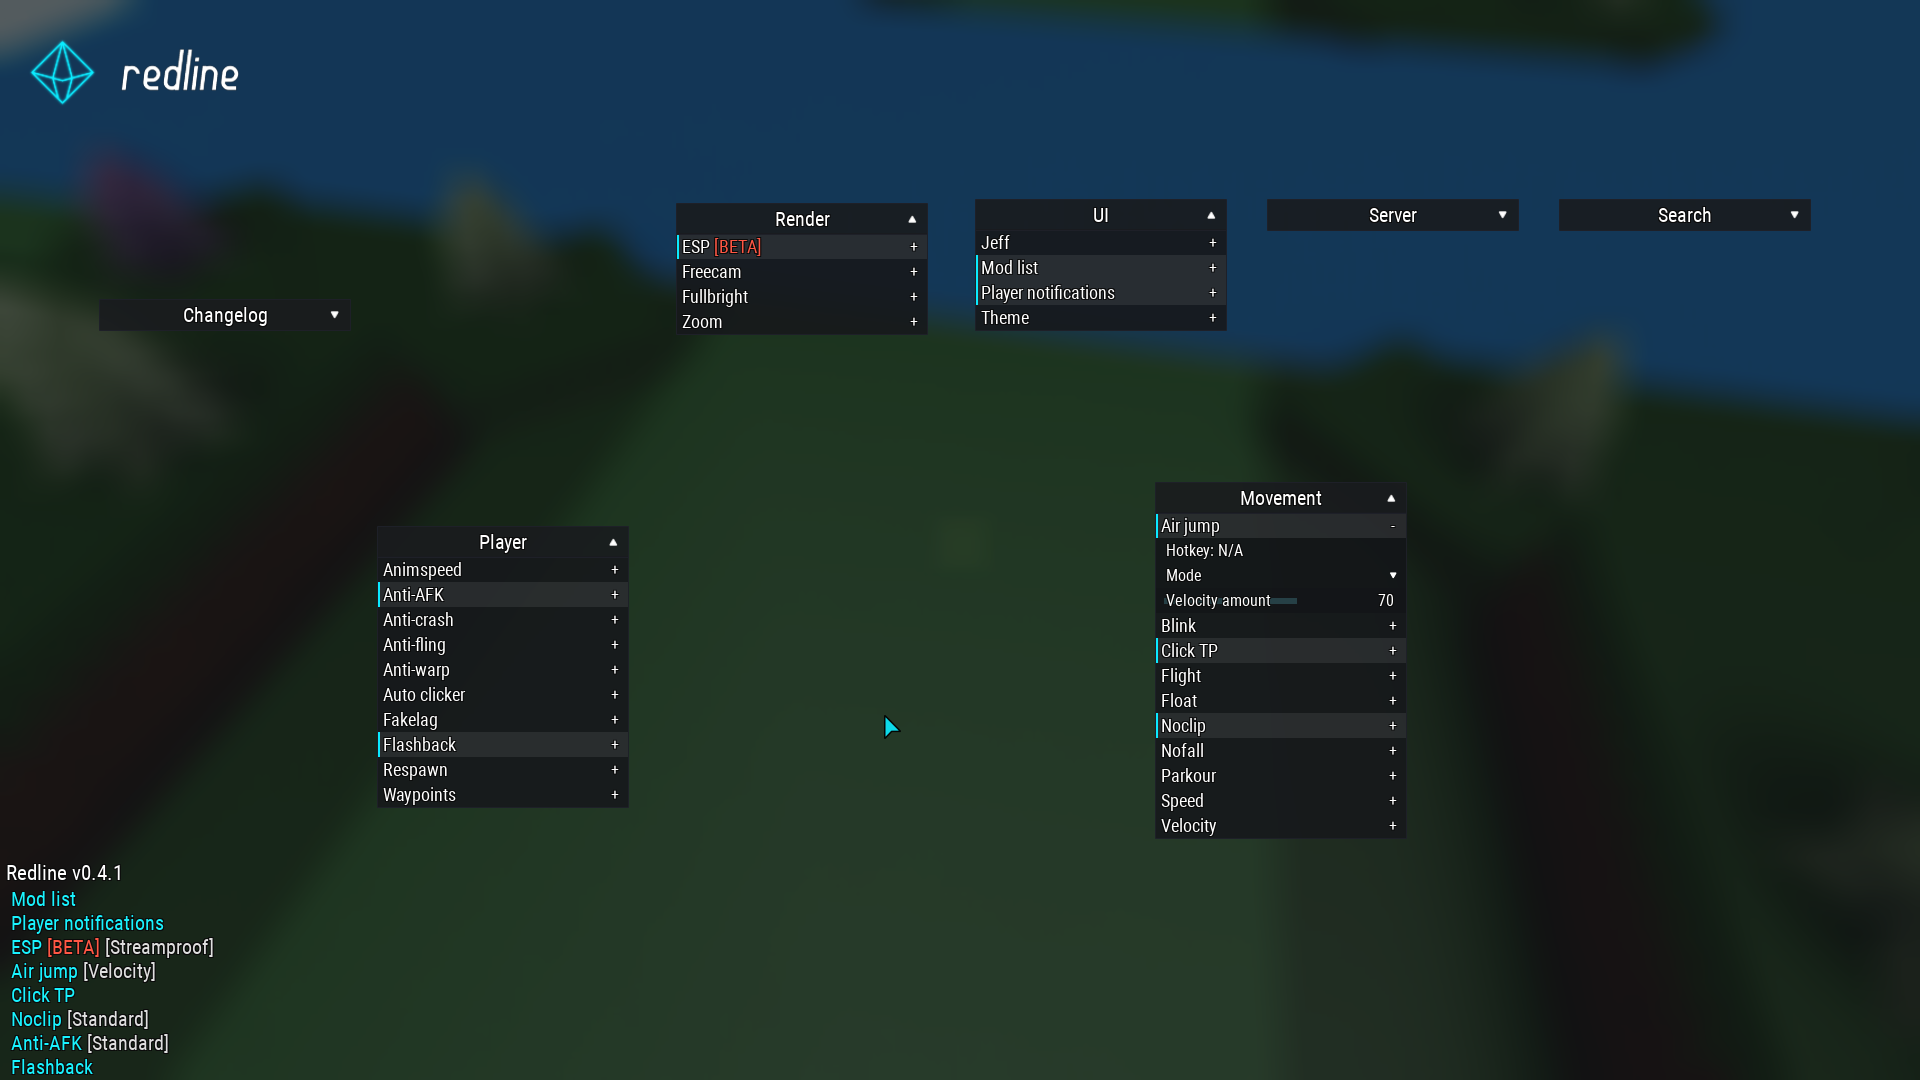 redline
Changelog
Render
ESP [BETA] +
Freecam +
Fullbright +
Zoom +
UI
Jeff +
Mod list +
Player notifications +
Theme +
Server
Search
Player
Animspeed +
Anti-AFK +
Anti-crash +
Anti-fling +
Anti-warp +
Auto clicker +
Fakelag +
Flashback +
Respawn +
Waypoints +
Movement
Air jump -
Hotkey: N/A
Mode
Velocity amount 70
Blink +
Click TP +
Flight +
Float +
Noclip +
Nofall +
Parkour +
Speed +
Velocity +
Redline v0.4.1
Mod list
Player notifications
ESP [BETA] [Streamproof]
Air jump [Velocity]
Click TP
Noclip [Standard]
Anti-AFK [Standard]
Flashback